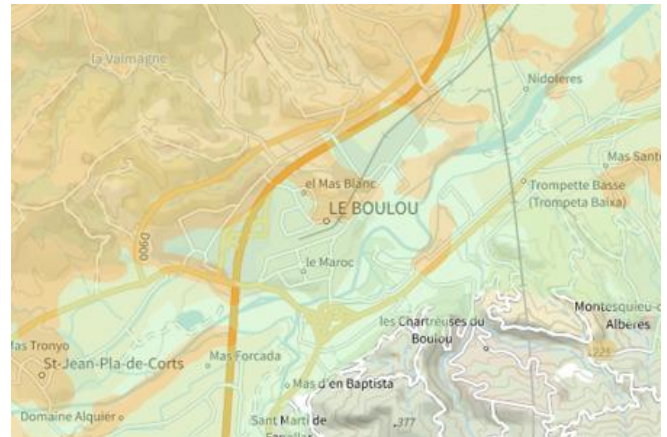 la Valmagne
Nidolères
Mas Santr
el Mas Blanc
Trompette Basse
(Trompeta Baixa)
LE BOULOU
D900
le Maroc
Montesquieu-d
Albères
les Chartreuses du
Boulou
Mas Tronyo
L221
St-Jean-Pla-de-Corts
Mas Forcada
Mas d'en Baptista
Domaine Alquier
Sant Martí de
.377